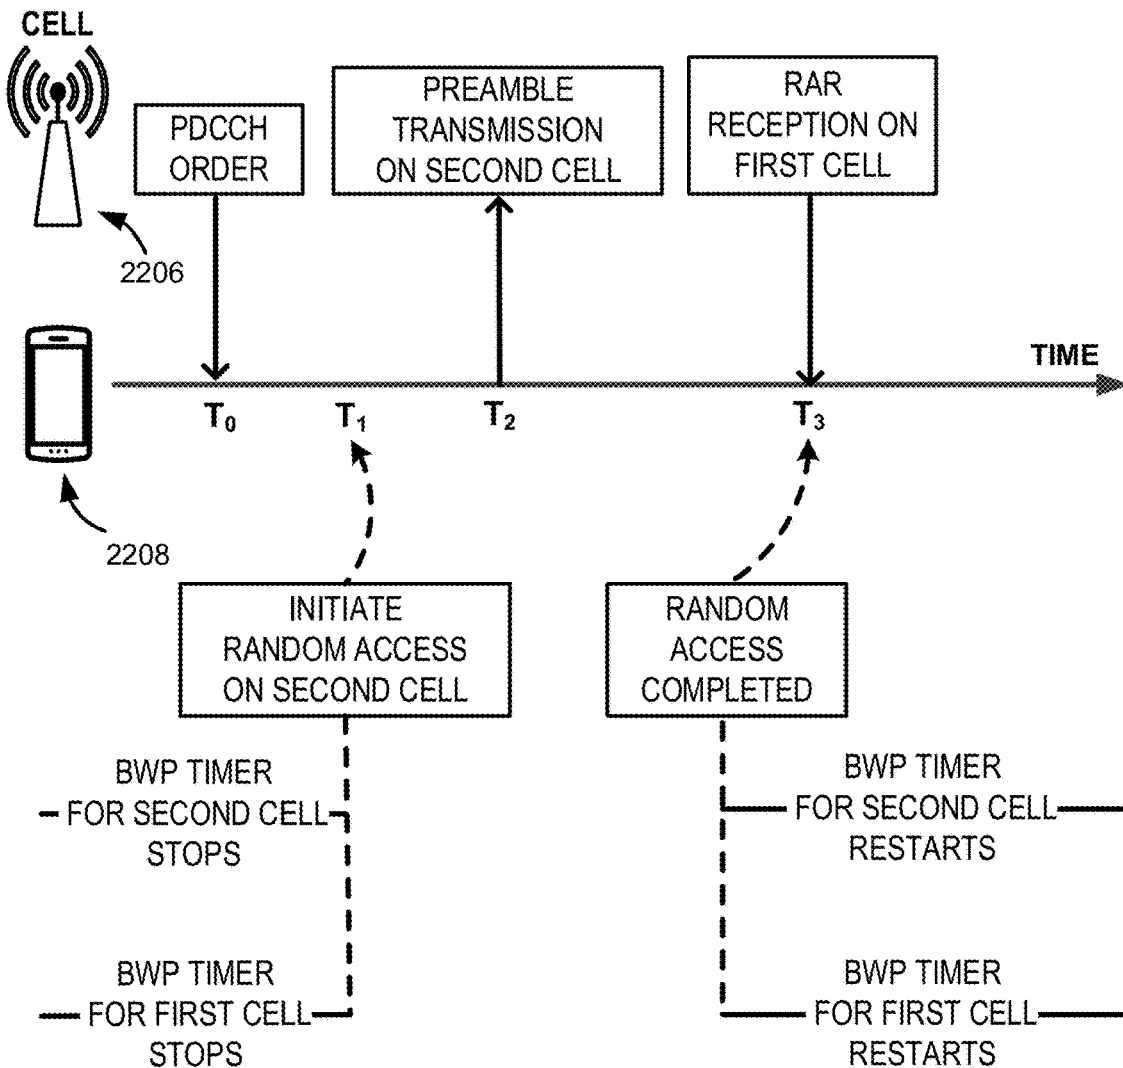 CELL
PDCCH
ORDER
PREAMBLE
TRANSMISSION
ON SECOND CELL
RAR
RECEPTION ON
FIRST CELL
2206
TIME
T0
T1
T2
T3
2208
INITIATE
RANDOM ACCESS
ON SECOND CELL
RANDOM
ACCESS
COMPLETED
BWP TIMER
FOR SECOND CELL
STOPS
BWP TIMER
FOR SECOND CELL
RESTARTS
BWP TIMER
FOR FIRST CELL
STOPS
BWP TIMER
FOR FIRST CELL
RESTARTS